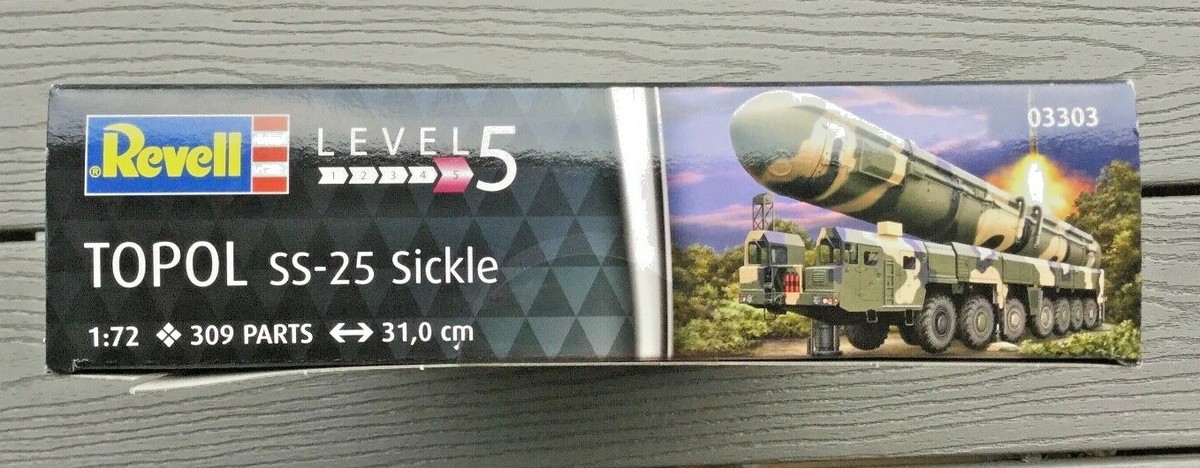 ®Revell
LEVEL 5
1 2 3 4 5
TOPOL SS-25 Sickle
1:72 ❖ 309 PARTS ↔ 31,0 cm
03303